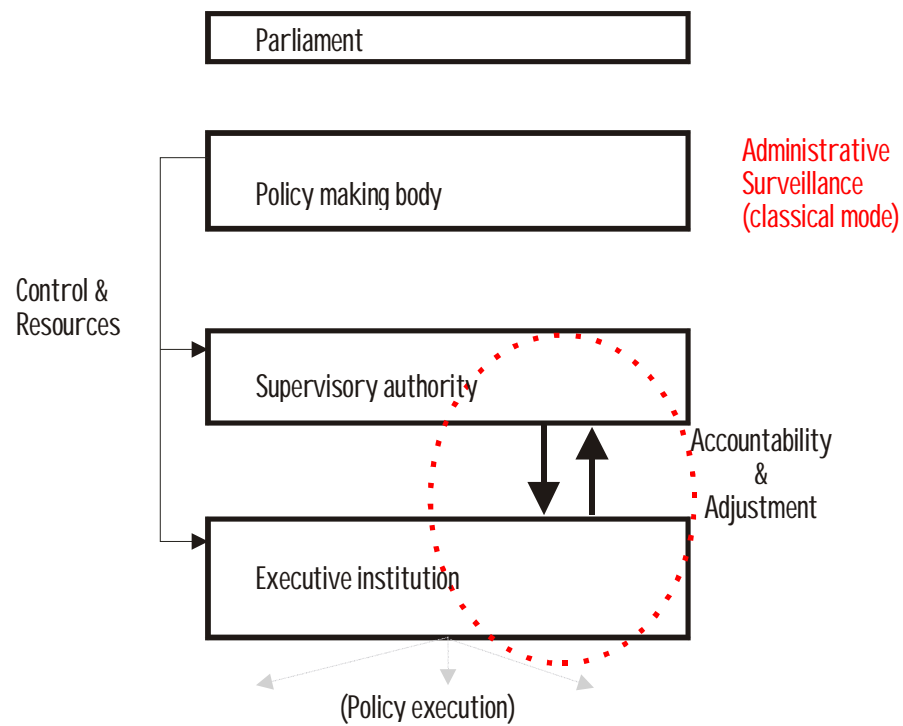 Parliament
Policy making body
Administrative
Surveillance
(classical mode)
Control &
Resources
Supervisory authority
Accountability
&
Adjustment
Executive institution
(Policy execution)